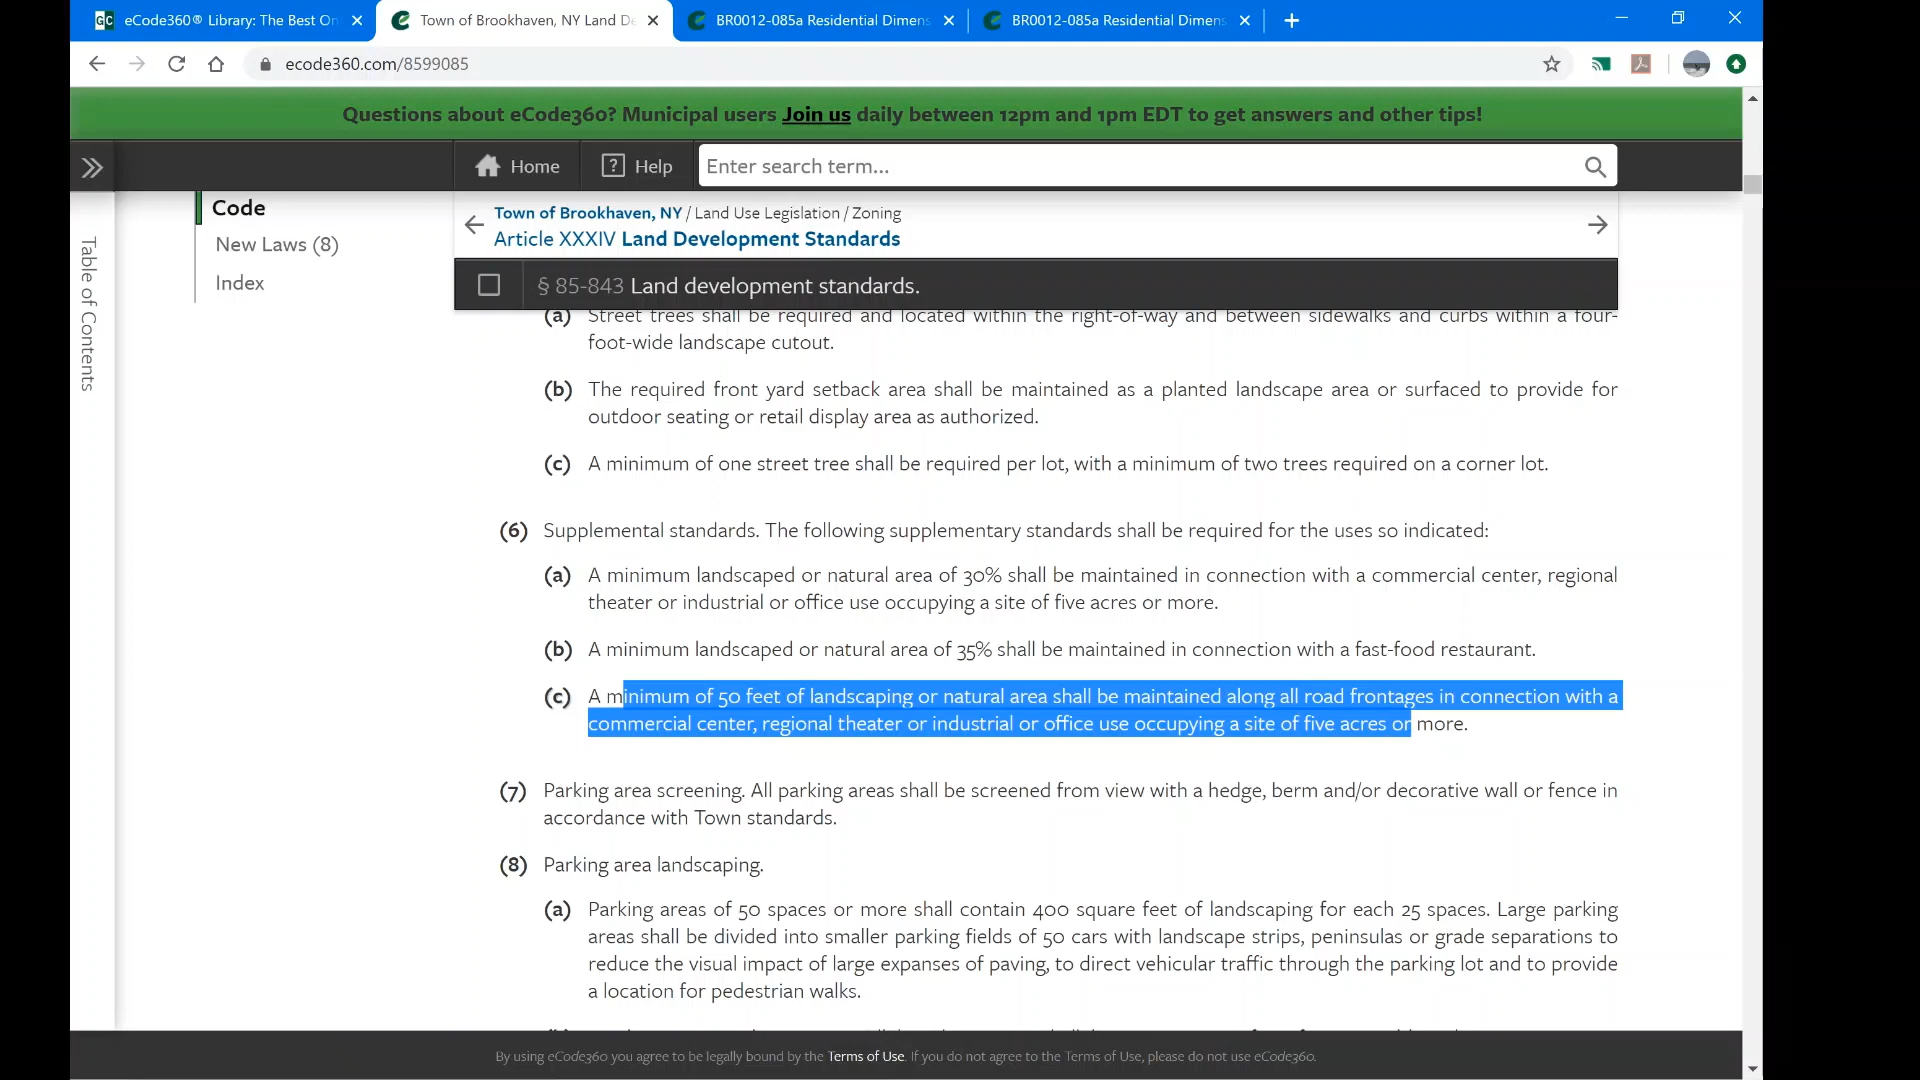 GC eCode360® Library: The Best On
Town of Brookhaven, NY Land De
BR0012-085a Residential Dimens
BR0012-085a Residential Dimens
ecode360.com/8599085
Questions about eCode360? Municipal users Join us daily between 12pm and 1pm EDT to get answers and other tips!
Home
Help
Enter search term...
Table of Contents
Code
New Laws (8)
Index
Town of Brookhaven, NY / Land Use Legislation / Zoning
Article XXXIV Land Development Standards
§ 85-843 Land development standards.
(a) Street trees shall be required and located within the right-of-way and between sidewalks and curbs within a four-
foot-wide landscape cutout.
(b) The required front yard setback area shall be maintained as a planted landscape area or surfaced to provide for
outdoor seating or retail display area as authorized.
(c) A minimum of one street tree shall be required per lot, with a minimum of two trees required on a corner lot.
(6) Supplemental standards. The following supplementary standards shall be required for the uses so indicated:
(a) A minimum landscaped or natural area of 30% shall be maintained in connection with a commercial center, regional
theater or industrial or office use occupying a site of five acres or more.
(b) A minimum landscaped or natural area of 35% shall be maintained in connection with a fast-food restaurant.
(c) A minimum of 50 feet of landscaping or natural area shall be maintained along all road frontages in connection with a
commercial center, regional theater or industrial or office use occupying a site of five acres or more.
(7) Parking area screening. All parking areas shall be screened from view with a hedge, berm and/or decorative wall or fence in
accordance with Town standards.
(8) Parking area landscaping.
(a) Parking areas of 50 spaces or more shall contain 400 square feet of landscaping for each 25 spaces. Large parking
areas shall be divided into smaller parking fields of 50 cars with landscape strips, peninsulas or grade separations to
reduce the visual impact of large expanses of paving, to direct vehicular traffic through the parking lot and to provide
a location for pedestrian walks.
By using eCode360 you agree to be legally bound by the Terms of Use. If you do not agree to the Terms of Use, please do not use eCode360.